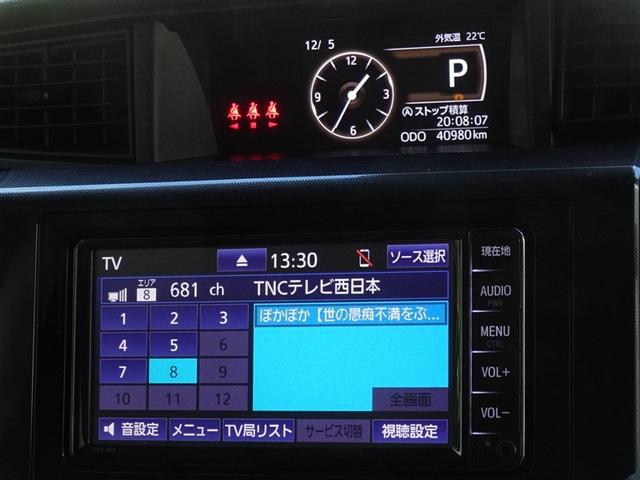 12/ 5
外気温 22℃
12
9
3
6
P
ストップ積算
20:08:07
ODO 40980km
TV
▲
13:30
ソース選択
エリア
8
681 ch
TNCテレビ西日本
1 2 3
4 5 6
7 8 9
10 11 12
ぽかぽか【世の愚痴不満をぶ...
全画面
音設定
メニュー
TV局リスト
サービス切替
視聴設定
現在地
AUDIO
PWR
MENU
CTRL
VOL+
VOL-